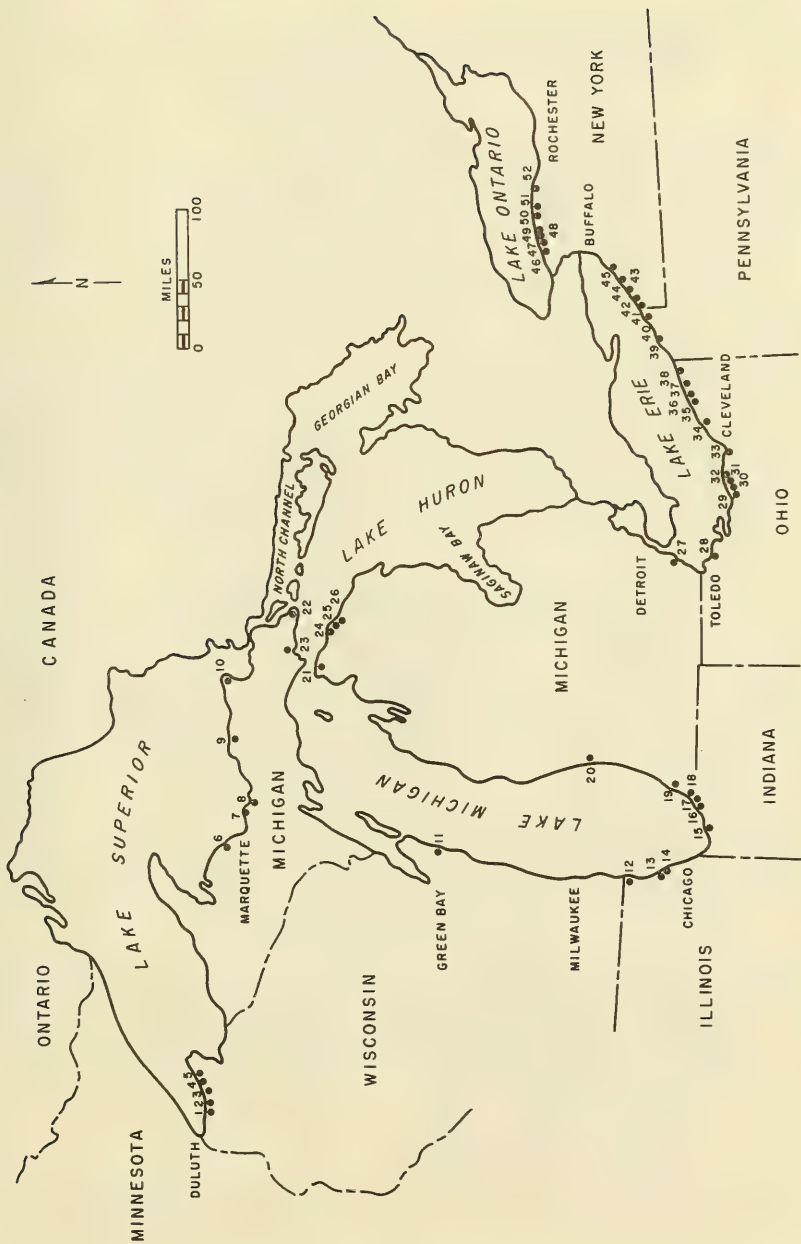 CANADA
ONTARIO
MINNESOTA
N
MILES
0 50 100
LAKE SUPERIOR
DULUTH
1 2 3 4 5
6
7
8
9
10
MARQUETTE
MICHIGAN
NORTH CHANNEL
GEORGIAN BAY
22
23
21
24
25
26
LAKE HURON
SAGINAW BAY
WISCONSIN
GREEN BAY
11
LAKE MICHIGAN
MICHIGAN
LAKE ONTARIO
46
47
49
50
51
52
48
ROCHESTER
NEW YORK
BUFFALO
MILWAUKEE
12
13
14
CHICAGO
15
16
17
18
19
20
DETROIT
27
28
TOLEDO
LAKE ERIE
29
30
31
32
33
34
35
36
37
38
39
40
41
42
43
44
45
CLEVELAND
ILLINOIS
INDIANA
OHIO
PENNSYLVANIA